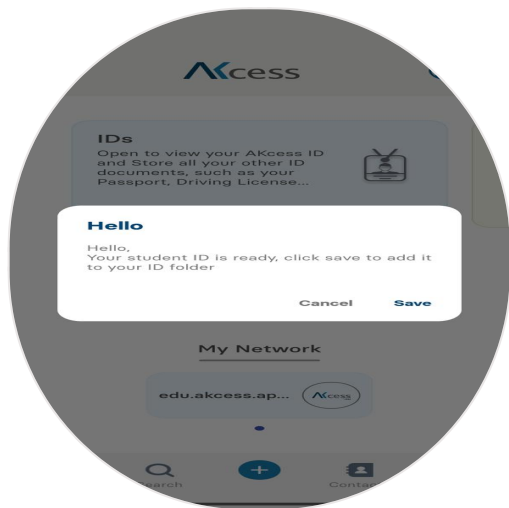 AKcess
IDs
Open to view your AKcess ID
and Store all your other ID
documents, such as your
Passport, Driving License...
Hello
Hello,
Your student ID is ready, click save to add it
to your ID folder
Cancel Save
My Network
edu.akcess.ap... AKcess